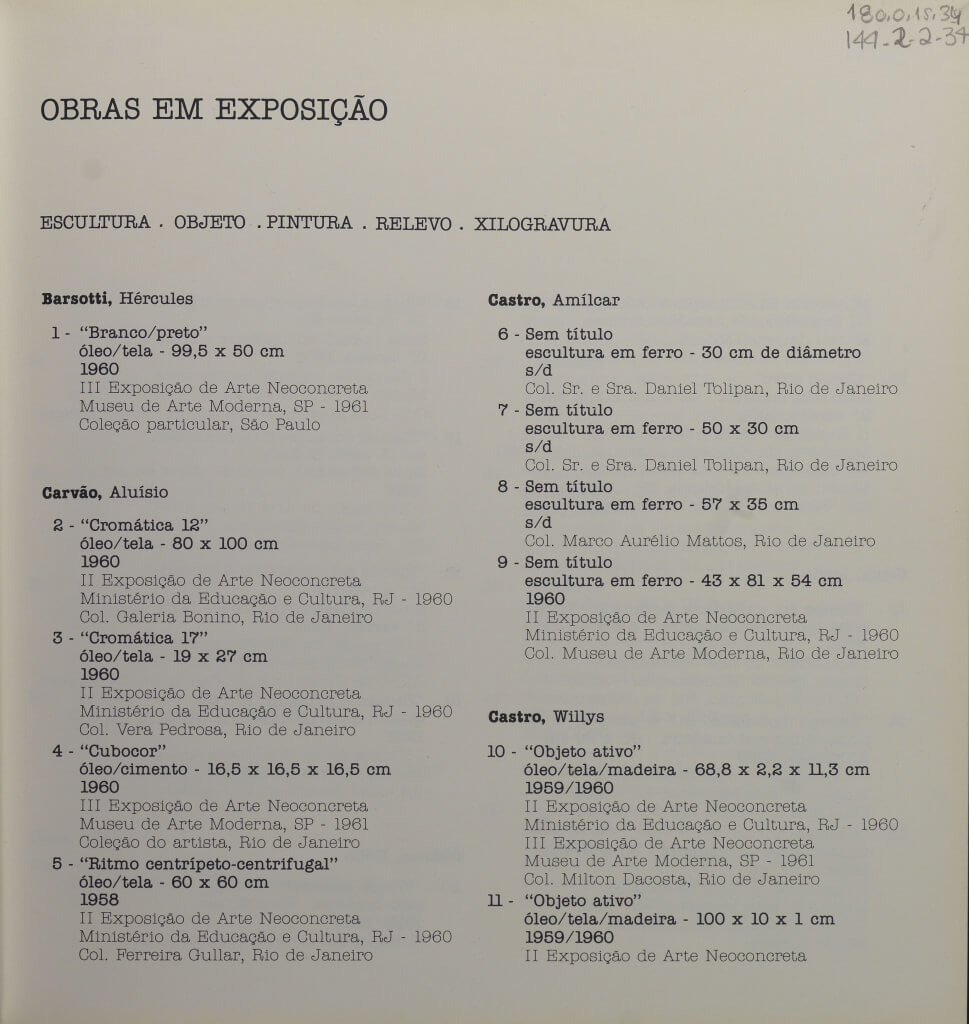 180.0.15.34
144-2-2-34
OBRAS EM EXPOSIÇÃO
ESCULTURA . OBJETO . PINTURA . RELEVO . XILOGRAVURA
Barsotti, Hércules
1 - “Branco/preto”
óleo/tela - 99,5 x 50 cm
1960
III Exposição de Arte Neoconcreta
Museu de Arte Moderna, SP - 1961
Coleção particular, São Paulo
Carvão, Aluísio
2 - “Cromática 12”
óleo/tela - 80 x 100 cm
1960
II Exposição de Arte Neoconcreta
Ministério da Educação e Cultura, RJ - 1960
Col. Galeria Bonino, Rio de Janeiro
3 - “Cromática 17”
óleo/tela - 19 x 27 cm
1960
II Exposição de Arte Neoconcreta
Ministério da Educação e Cultura, RJ - 1960
Col. Vera Pedrosa, Rio de Janeiro
4 - “Cubocor”
óleo/cimento - 16,5 x 16,5 x 16,5 cm
1960
III Exposição de Arte Neoconcreta
Museu de Arte Moderna, SP - 1961
Coleção do artista, Rio de Janeiro
5 - “Ritmo centrípeto-centrifugal”
óleo/tela - 60 x 60 cm
1958
II Exposição de Arte Neoconcreta
Ministério da Educação e Cultura, RJ - 1960
Col. Ferreira Gullar, Rio de Janeiro
Castro, Amílcar
6 - Sem título
escultura em ferro - 30 cm de diâmetro
s/d
Col. Sr. e Sra. Daniel Tolipan, Rio de Janeiro
7 - Sem título
escultura em ferro - 50 x 30 cm
s/d
Col. Sr. e Sra. Daniel Tolipan, Rio de Janeiro
8 - Sem título
escultura em ferro - 57 x 35 cm
s/d
Col. Marco Aurélio Mattos, Rio de Janeiro
9 - Sem título
escultura em ferro - 43 x 81 x 54 cm
1960
II Exposição de Arte Neoconcreta
Ministério da Educação e Cultura, RJ - 1960
Col. Museu de Arte Moderna, Rio de Janeiro
Castro, Willys
10 - “Objeto ativo”
óleo/tela/madeira - 68,8 x 2,2 x 11,3 cm
1959/1960
II Exposição de Arte Neoconcreta
Ministério da Educação e Cultura, RJ - 1960
III Exposição de Arte Neoconcreta
Museu de Arte Moderna, SP - 1961
Col. Milton Dacosta, Rio de Janeiro
11 - “Objeto ativo”
óleo/tela/madeira - 100 x 10 x 1 cm
1959/1960
II Exposição de Arte Neoconcreta